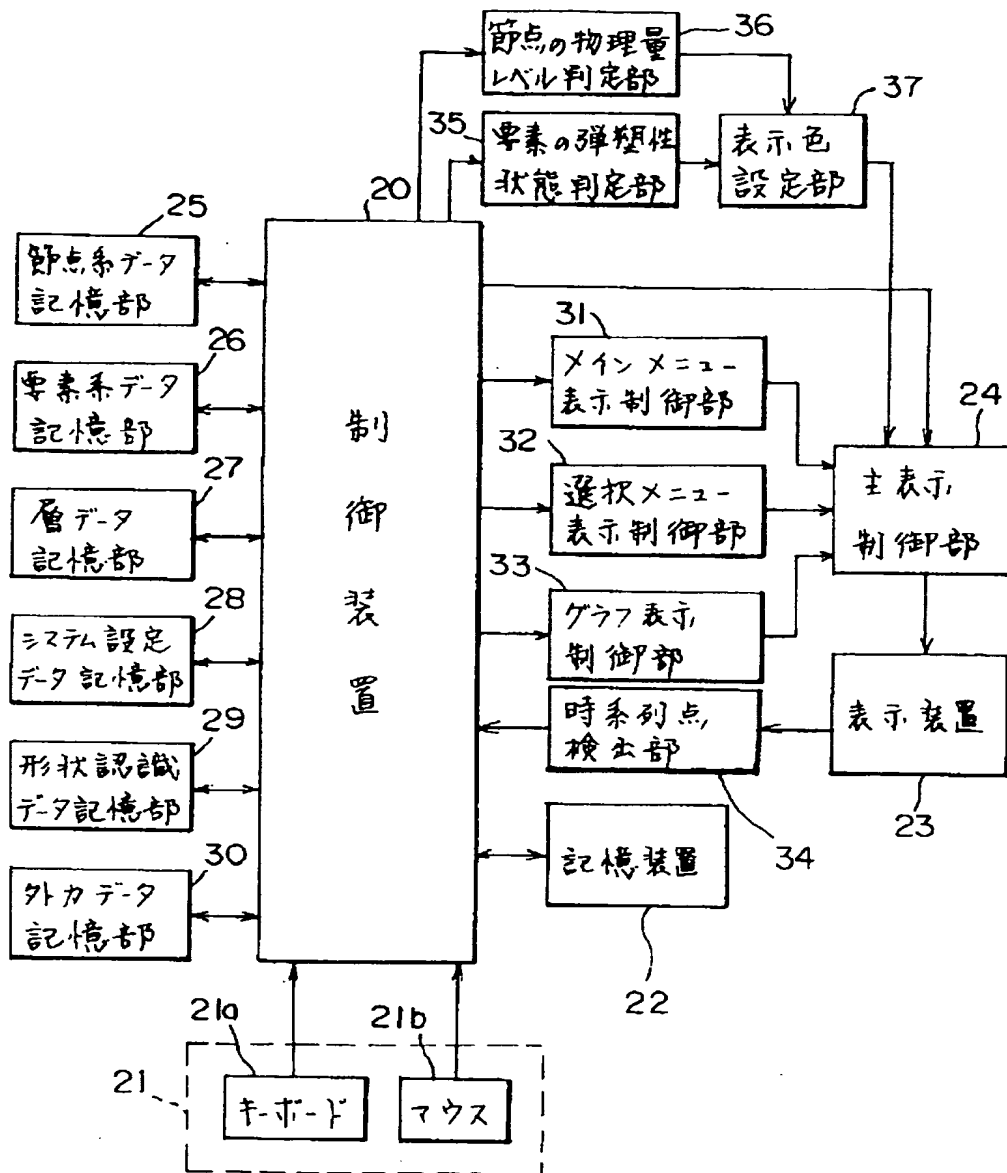 36
節点の物理量
レベル判定部
37
35
要素の弾塑性
状態判定部
表示色
設定部
20
25
節点系データ
記憶部
31
メインメニュー
表示制御部
26
要素系データ
記憶部
24
主表示
制御部
制御装置
32
選択メニュー
表示制御部
27
層データ
記憶部
33
グラフ表示
制御部
28
システム設定
データ記憶部
時系列点
検出部
表示装置
29
形状認識
データ記憶部
34
23
記憶装置
30
外力データ
記憶部
22
21a
21b
21
キーボード
マウス